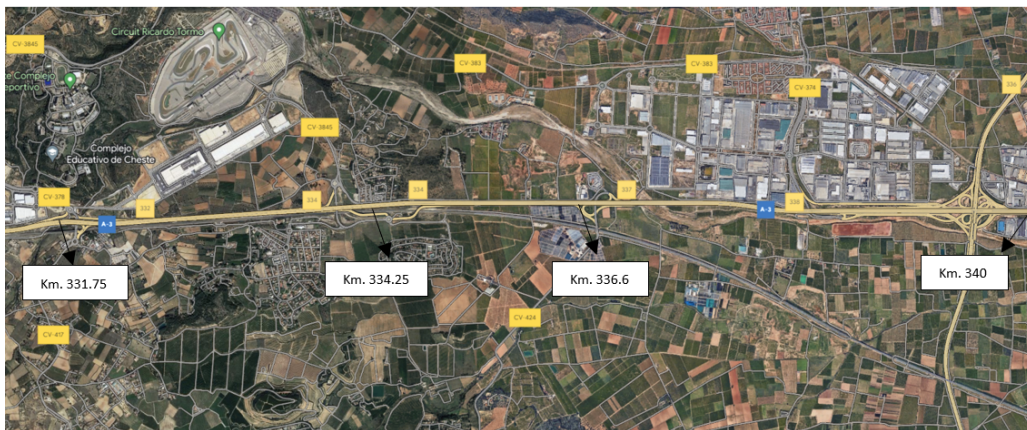 Circuit Ricardo Tormo
CV-3845
CV-383
CV-383
336
te Complejo
eportivo
CV-378
CV-3845
Complejo
Educativo de Cheste
CV-378
332
334
334
337
338
A-3
A-3
Km. 331.75
Km. 334.25
Km. 336.6
Km. 340
CV-424
CV-417